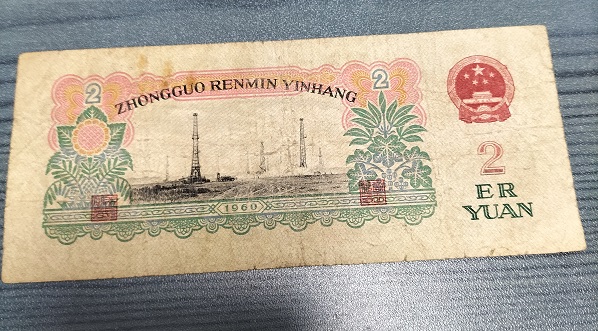 2
2
ZHONGGUO RENMIN YINHANG
2
ER
YUAN
1960